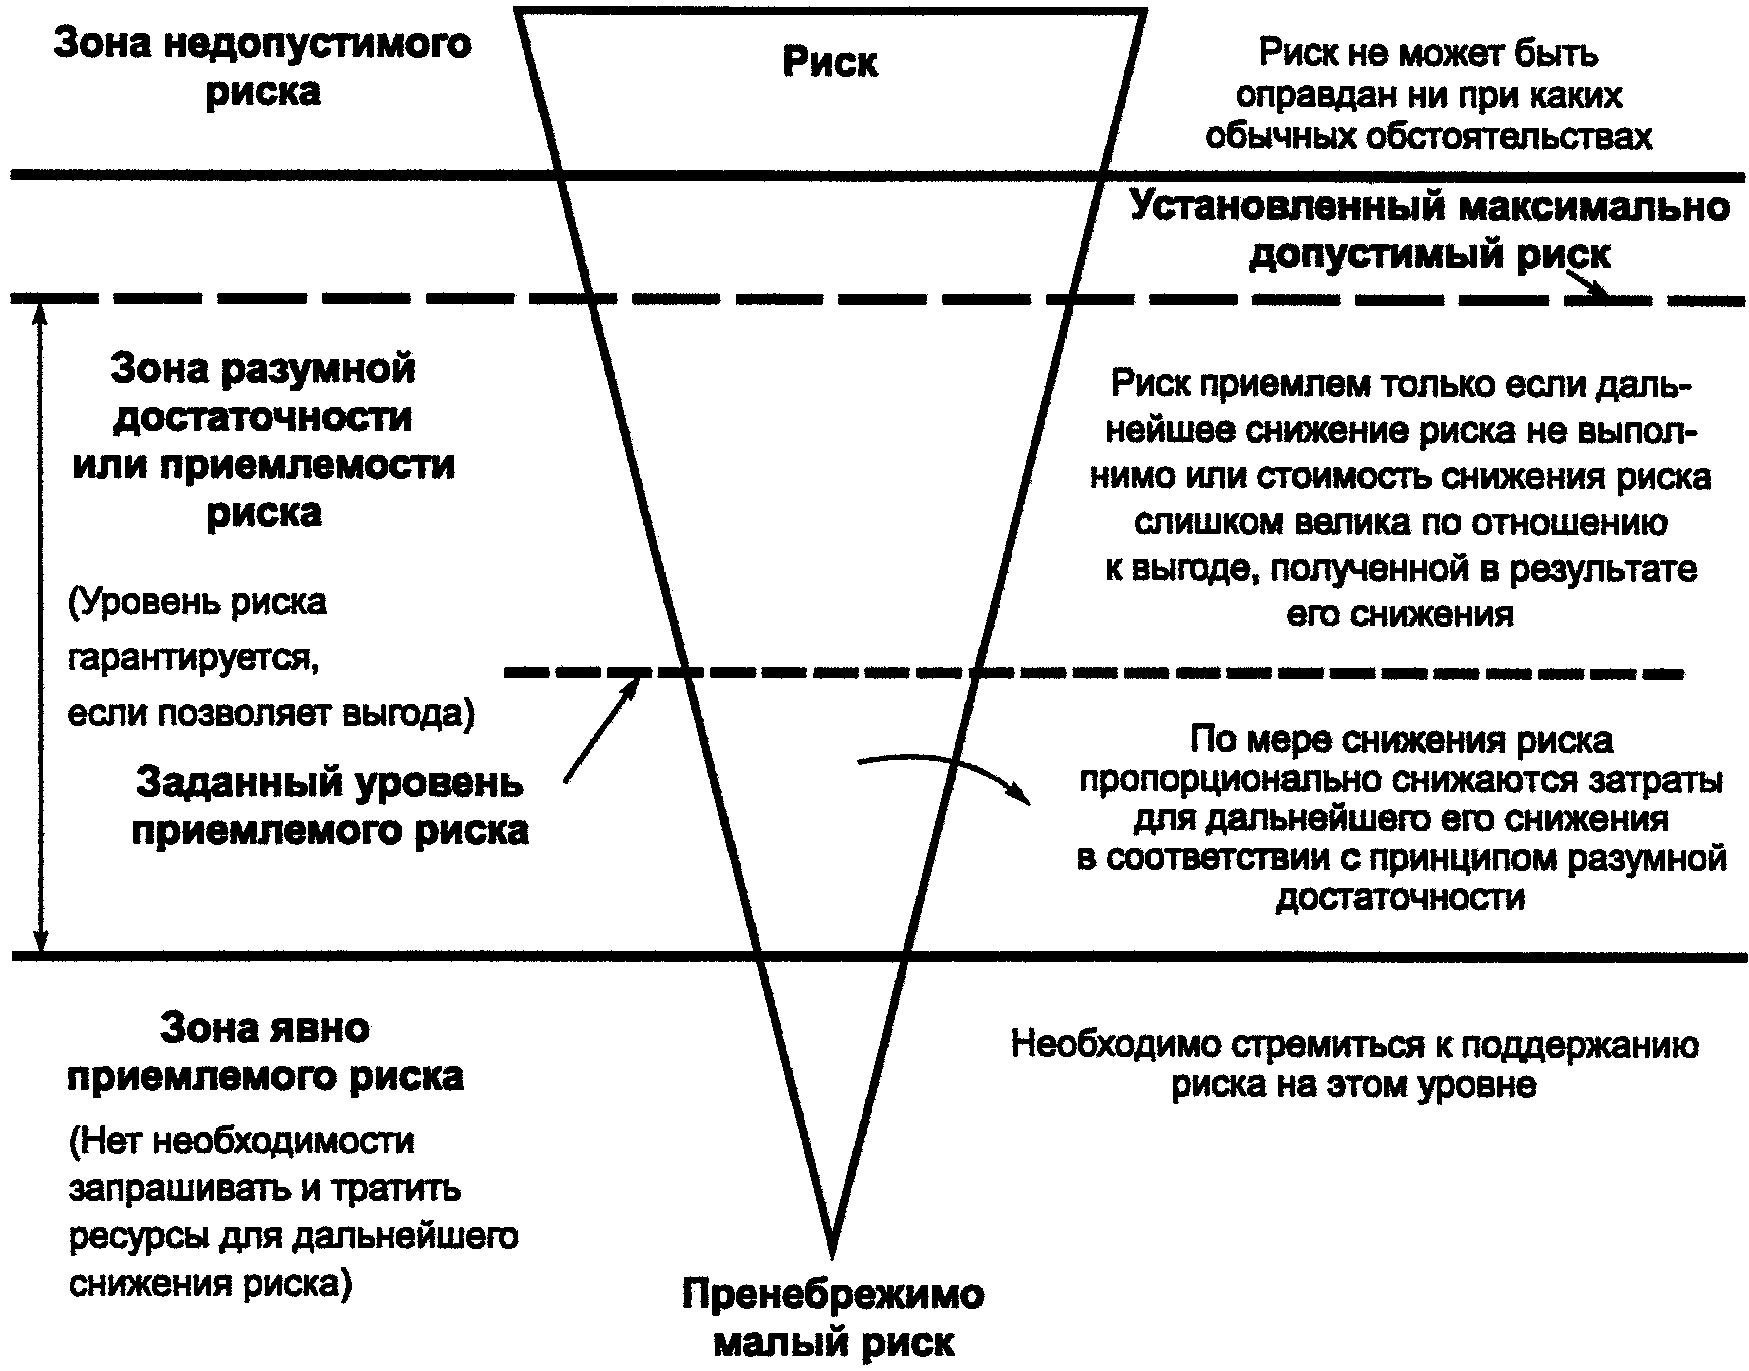 Зона недопустимого
риска
Риск
Риск не может быть
оправдан ни при каких
обычных обстоятельствах
Установленный максимально
допустимый риск
Зона разумной
достаточности
или приемлемости
риска
(Уровень риска
гарантируется,
если позволяет выгода)
Риск приемлем только если даль-
нейшее снижение риска не выпол-
нимо или стоимость снижения риска
слишком велика по отношению
к выгоде, полученной в результате
его снижения
Заданный уровень
приемлемого риска
По мере снижения риска
пропорционально снижаются затраты
для дальнейшего его снижения
в соответствии с принципом разумной
достаточности
Зона явно
приемлемого риска
(Нет необходимости
запрашивать и тратить
ресурсы для дальнейшего
снижения риска)
Необходимо стремиться к поддержанию
риска на этом уровне
Пренебрежимо
малый риск